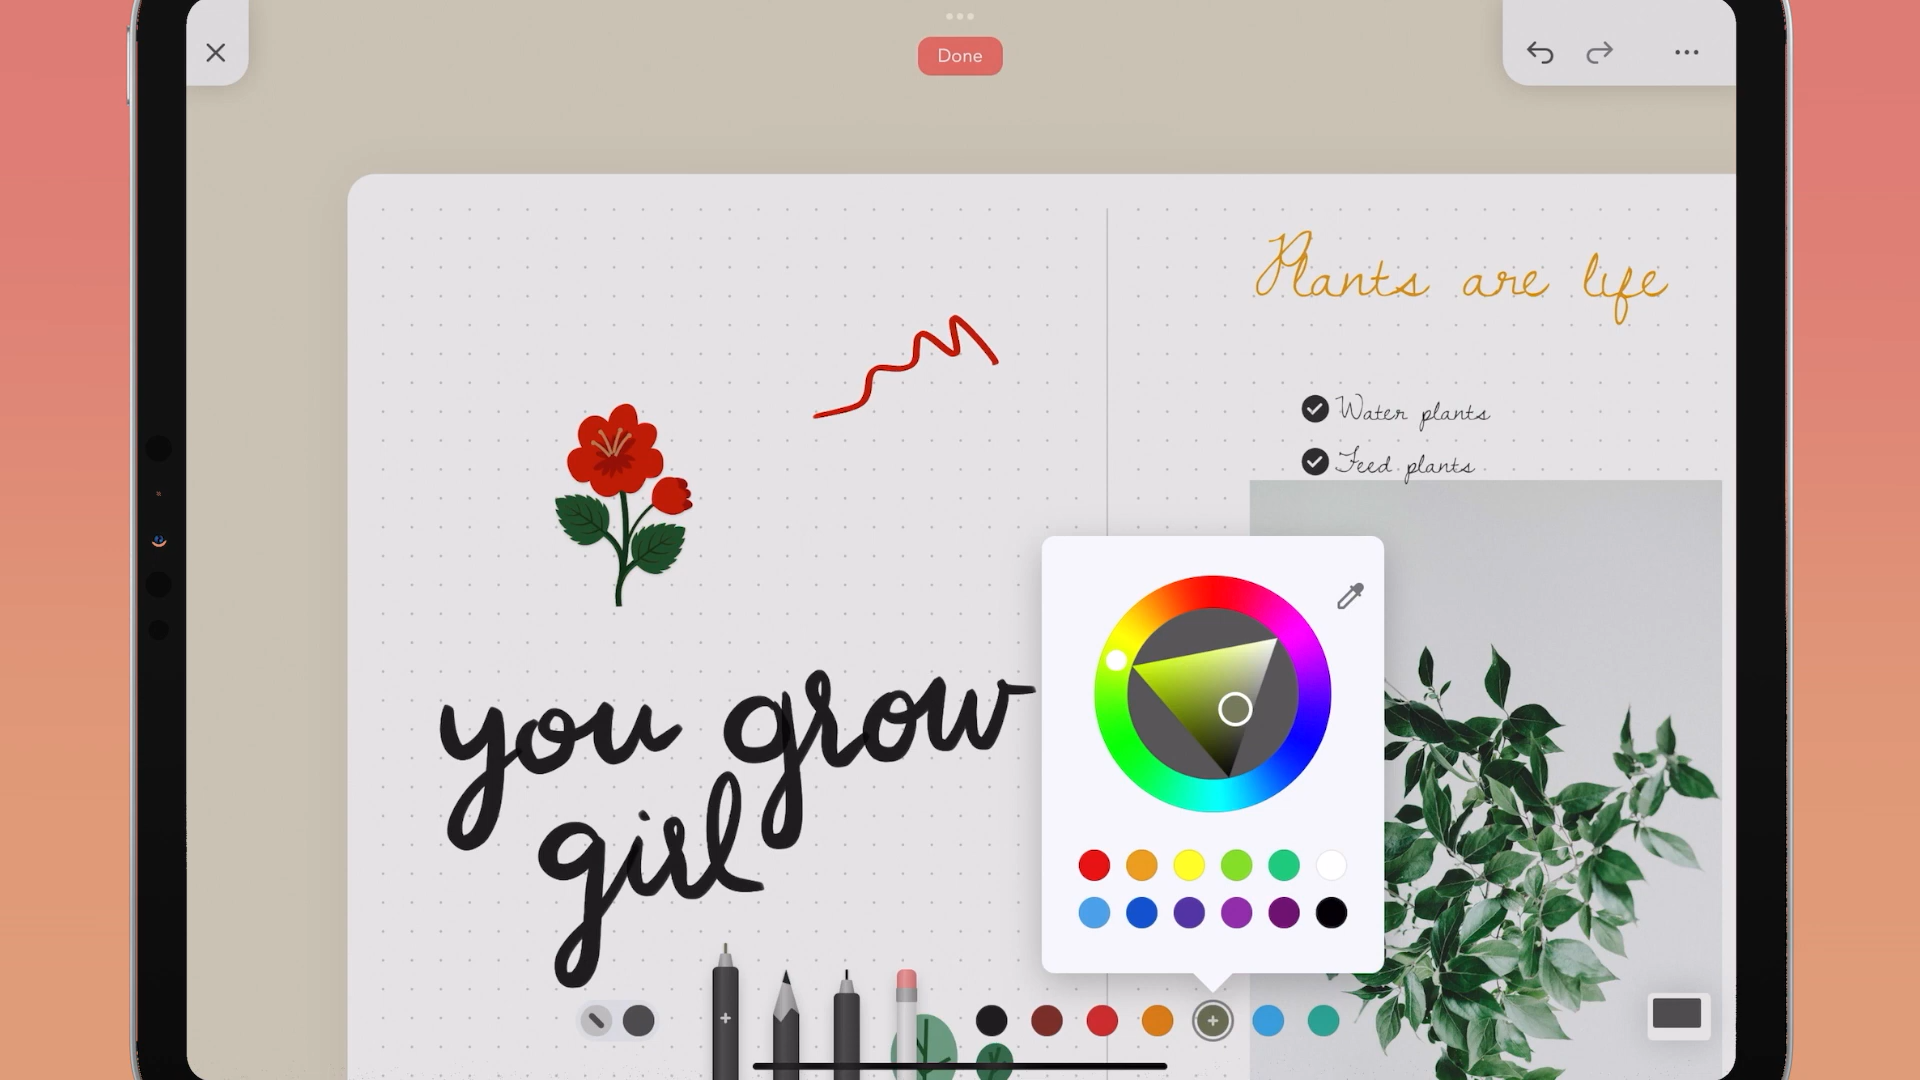 Done
Plants are life
Water plants
Feed plants
you grow
girl